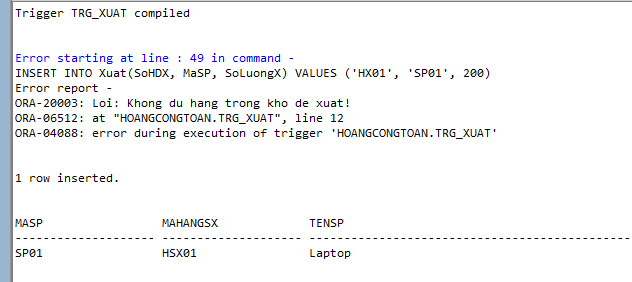 Trigger TRG_XUAT compiled
Error starting at line : 49 in command -
INSERT INTO Xuat(SoHDX, MaSP, SoLuongX) VALUES ('HX01', 'SP01', 200)
Error report -
ORA-20003: Loi: Khong du hang trong kho de xuat!
ORA-06512: at "HOANGCONGTOAN.TRG_XUAT", line 12
ORA-04088: error during execution of trigger 'HOANGCONGTOAN.TRG_XUAT'
1 row inserted.
MASP MAHANGSX TENSP
-------------------- -------------------- ----------------------------------------------
SP01 HSX01 Laptop